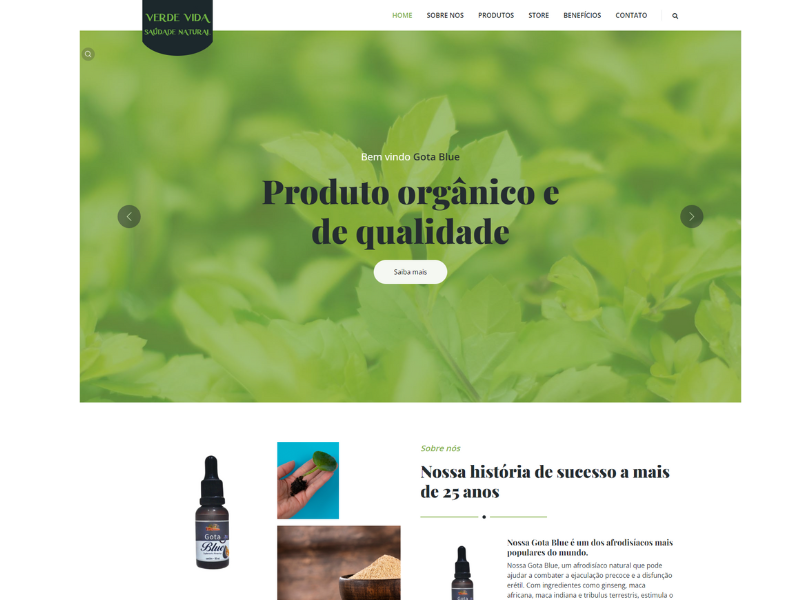 VERDE VIDA
SAÚDADE NATURAL
HOME SOBRE NOS PRODUTOS STORE BENEFÍCIOS CONTATO
Bem vindo Gota Blue
Produto orgânico e
de qualidade
Saiba mais
Sobre nós
Nossa história de sucesso a mais
de 25 anos
Gota
Blue
Nossa Gota Blue é um dos afrodisíacos mais
populares do mundo.
Nossa Gota Blue, um afrodisíaco natural que pode
ajudar a combater a ejaculação precoce e a disfunção
erétil. Com ingredientes como ginseng, maca
africana, maca indiana e tribulus terrestris, estimula o
Gota